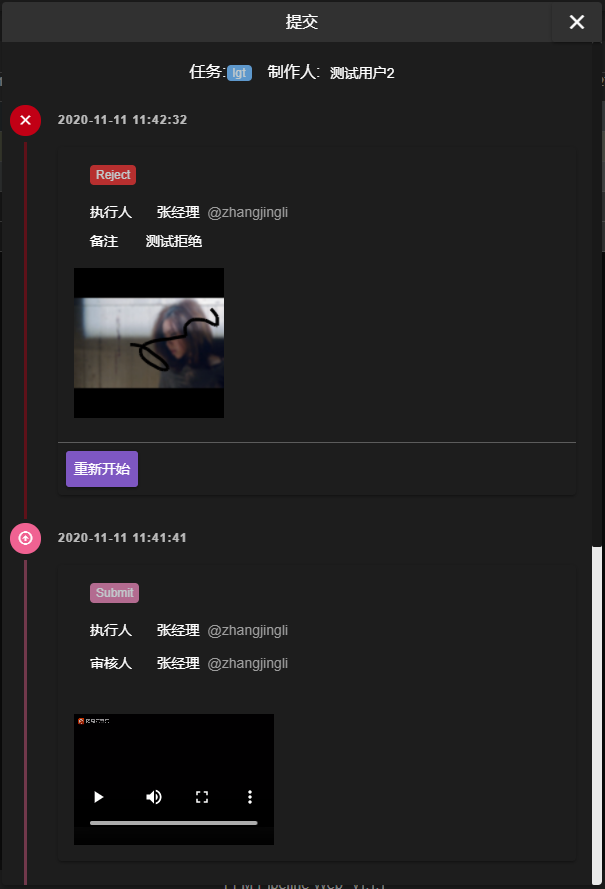 提交
任务: lgt 制作人: 测试用户2
2020-11-11 11:42:32
Reject
执行人 张经理 @zhangjingli
备注 测试拒绝
重新开始
2020-11-11 11:41:41
Submit
执行人 张经理 @zhangjingli
审核人 张经理 @zhangjingli